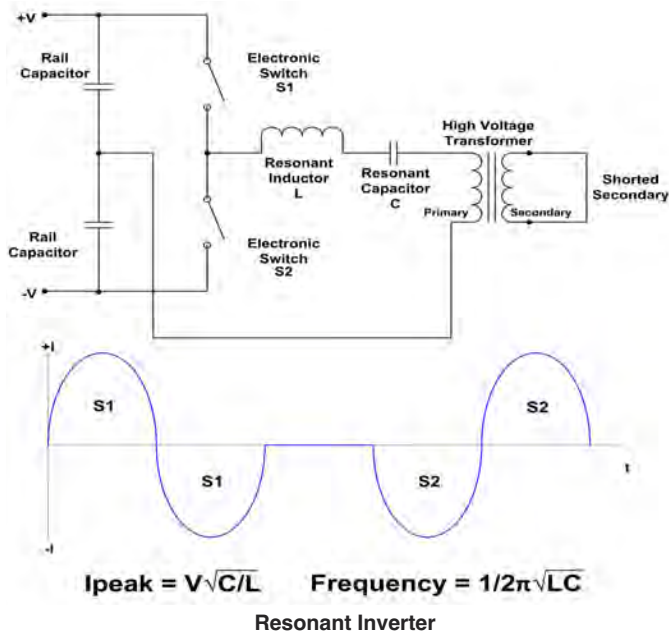 +V
Rail
Capacitor
Electronic
Switch
S1
High Voltage
Transformer
Resonant
Inductor
L
Resonant
Capacitor
C
Primary
Secondary
Shorted
Secondary
Rail
Capacitor
Electronic
Switch
S2
-V
+I
S1
S2
S1
S2
t
-I
Ipeak = V√C/L Frequency = 1/2π√LC
Resonant Inverter